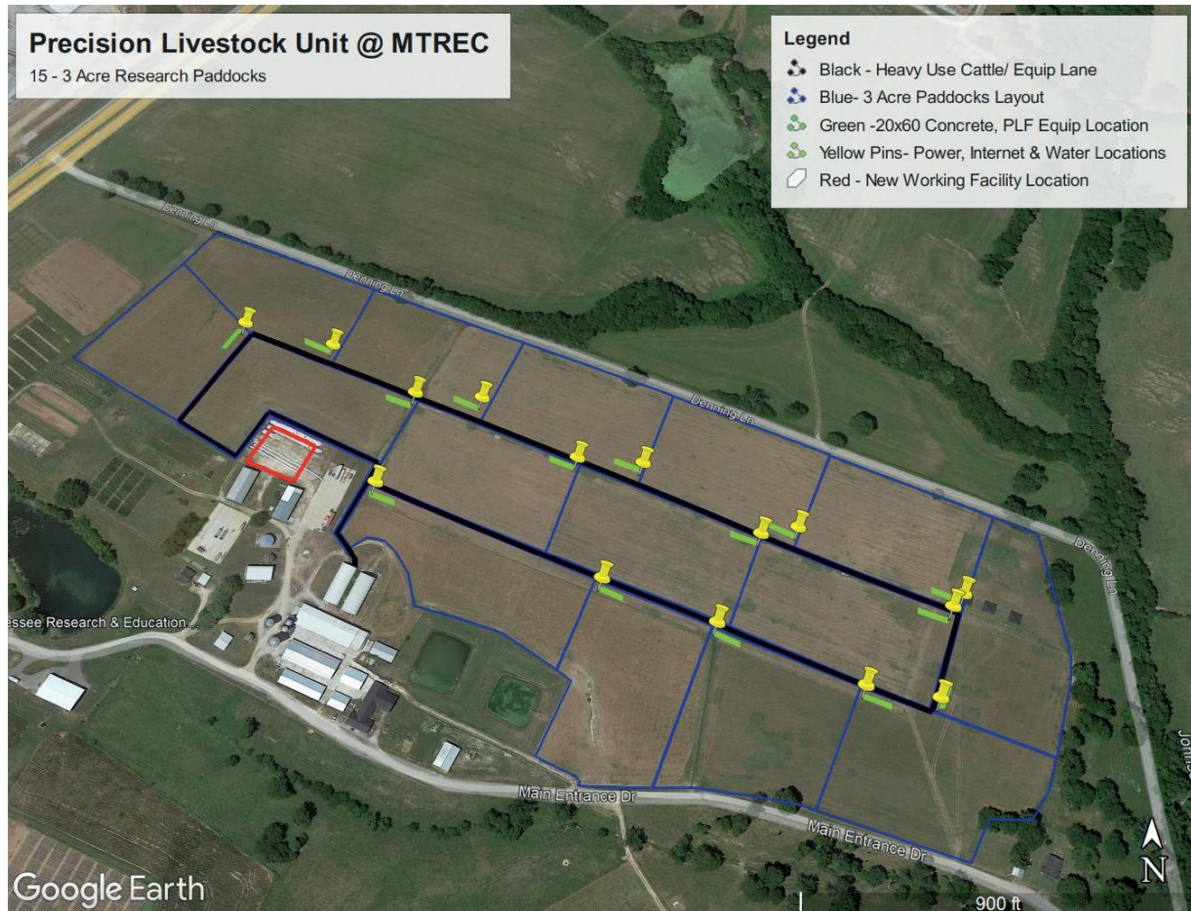 Precision Livestock Unit @ MTREC
15 - 3 Acre Research Paddocks
Legend
Black - Heavy Use Cattle/ Equip Lane
Blue- 3 Acre Paddocks Layout
Green -20x60 Concrete, PLF Equip Location
Yellow Pins- Power, Internet & Water Locations
Red - New Working Facility Location
Denning Ln
Denning Ln
Denning Ln
Denning Ln
essee Research & Education...
Main Entrance Dr
Main Entrance Dr
Google Earth
N
900 ft